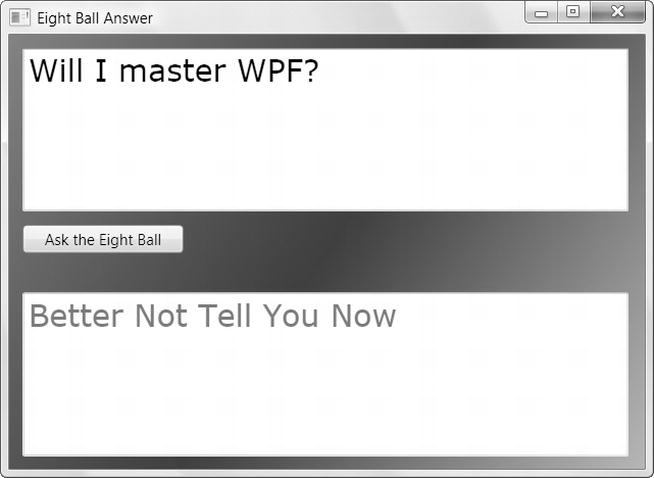 Eight Ball Answer
Will I master WPF?
Ask the Eight Ball
Better Not Tell You Now